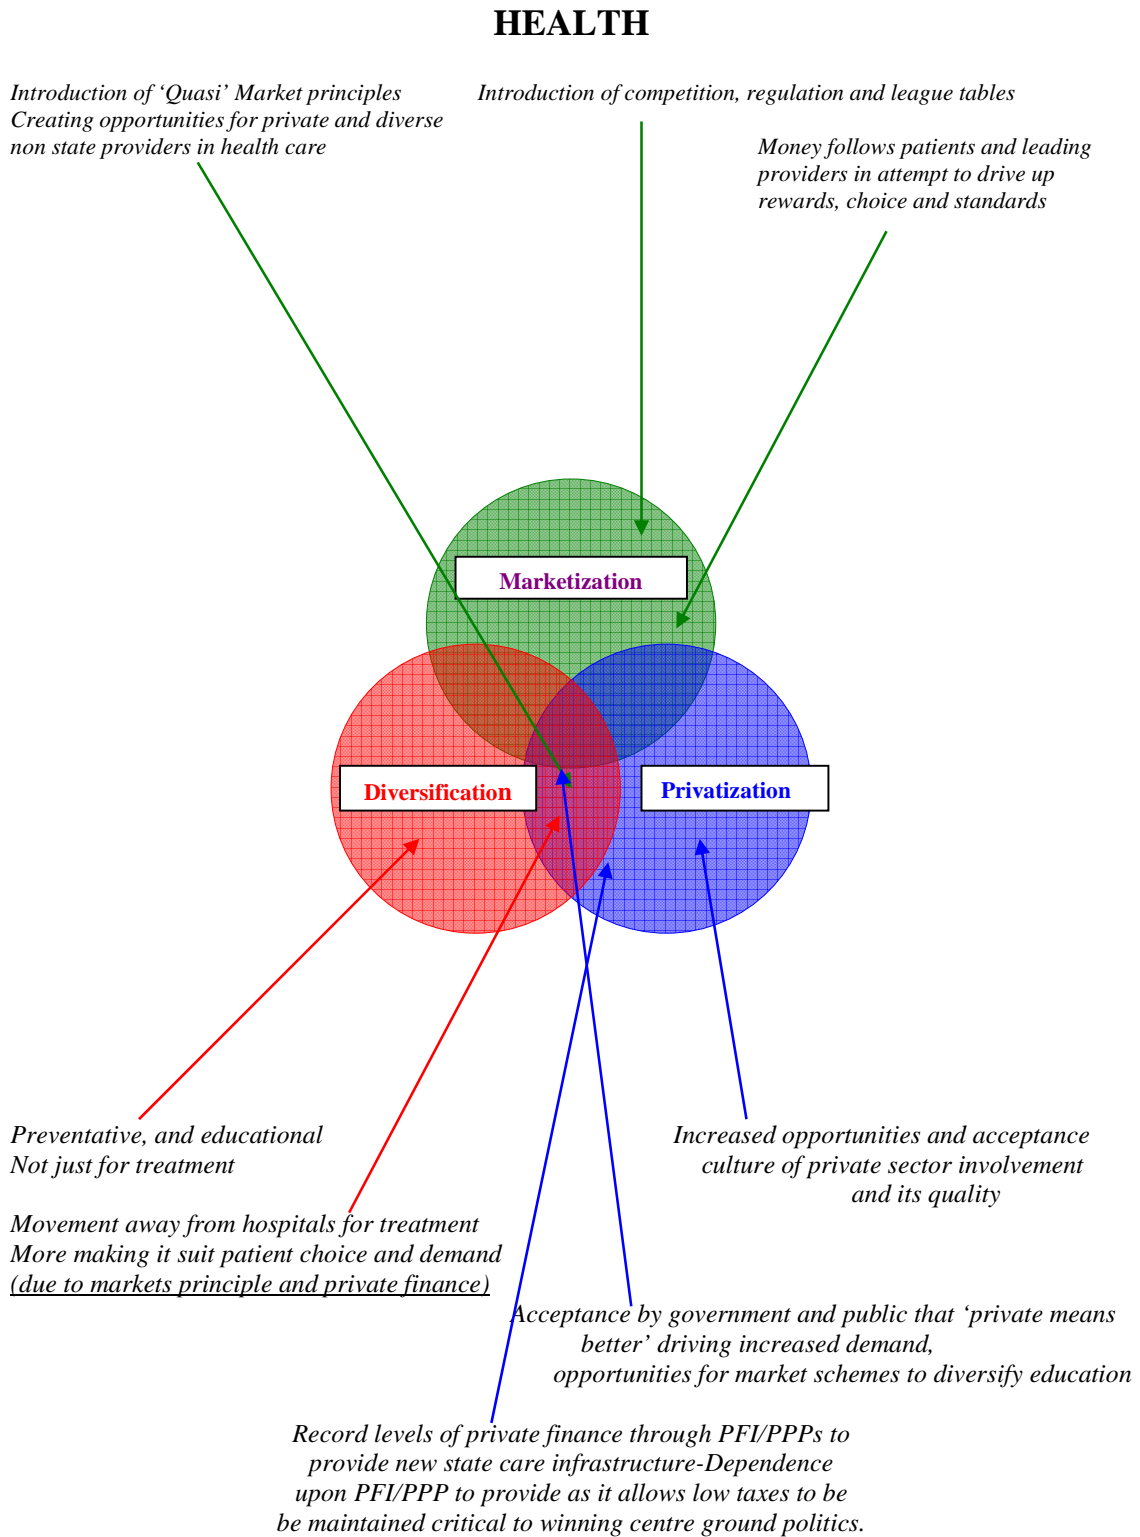 HEALTH
Introduction of ‘Quasi’ Market principles
Creating opportunities for private and diverse
non state providers in health care
Introduction of competition, regulation and league tables
Money follows patients and leading
providers in attempt to drive up
rewards, choice and standards
Marketization
Diversification
Privatization
Preventative, and educational
Not just for treatment
Increased opportunities and acceptance
culture of private sector involvement
and its quality
Movement away from hospitals for treatment
More making it suit patient choice and demand
(due to markets principle and private finance)
Acceptance by government and public that ‘private means
better’ driving increased demand,
opportunities for market schemes to diversify education
Record levels of private finance through PFI/PPPs to
provide new state care infrastructure-Dependence
upon PFI/PPP to provide as it allows low taxes to be
be maintained critical to winning centre ground politics.